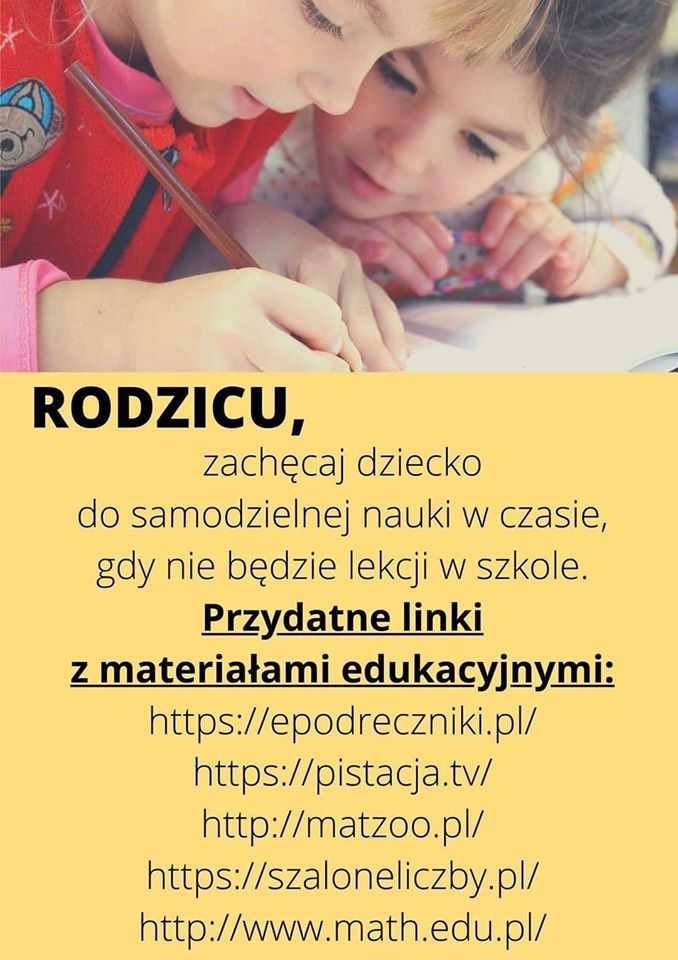 RODZICU,
zachęcaj dziecko
do samodzielnej nauki w czasie,
gdy nie będzie lekcji w szkole.
Przydatne linki
z materiałami edukacyjnymi:
https://epodreczniki.pl/
https://pistacja.tv/
http://matzoo.pl/
https://szaloneliczby.pl/
http://www.math.edu.pl/